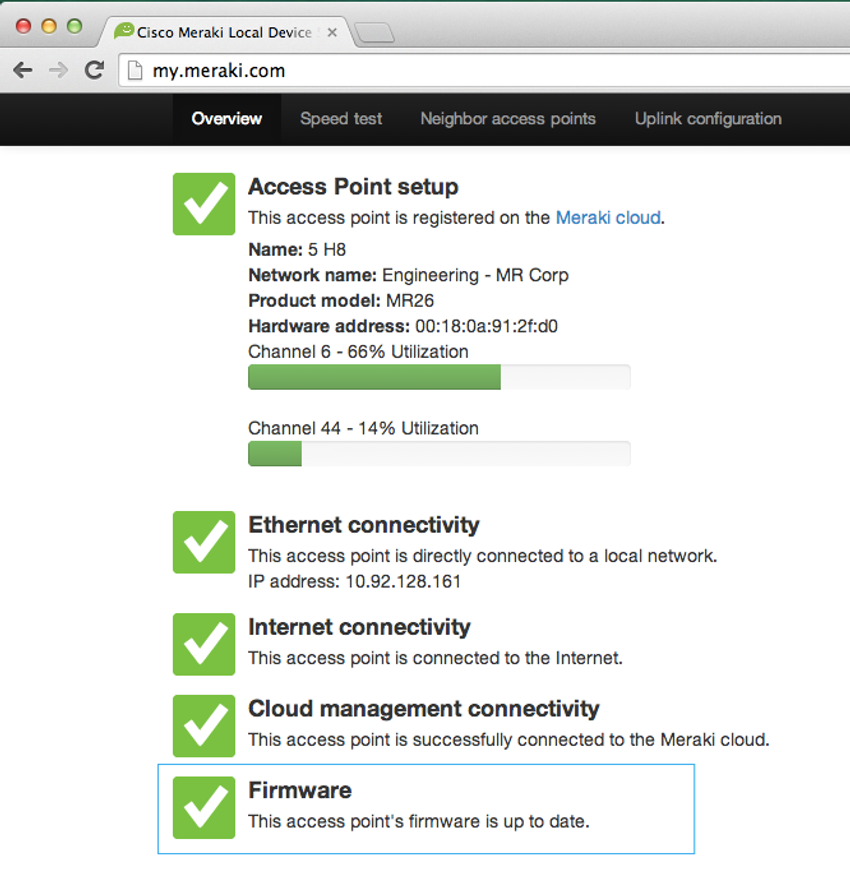 Cisco Meraki Local Device
my.meraki.com
Overview Speed test Neighbor access points Uplink configuration
Access Point setup
This access point is registered on the Meraki cloud.
Name: 5 H8
Network name: Engineering - MR Corp
Product model: MR26
Hardware address: 00:18:0a:91:2f:d0
Channel 6 - 66% Utilization
Channel 44 - 14% Utilization
Ethernet connectivity
This access point is directly connected to a local network.
IP address: 10.92.128.161
Internet connectivity
This access point is connected to the Internet.
Cloud management connectivity
This access point is successfully connected to the Meraki cloud.
Firmware
This access point's firmware is up to date.